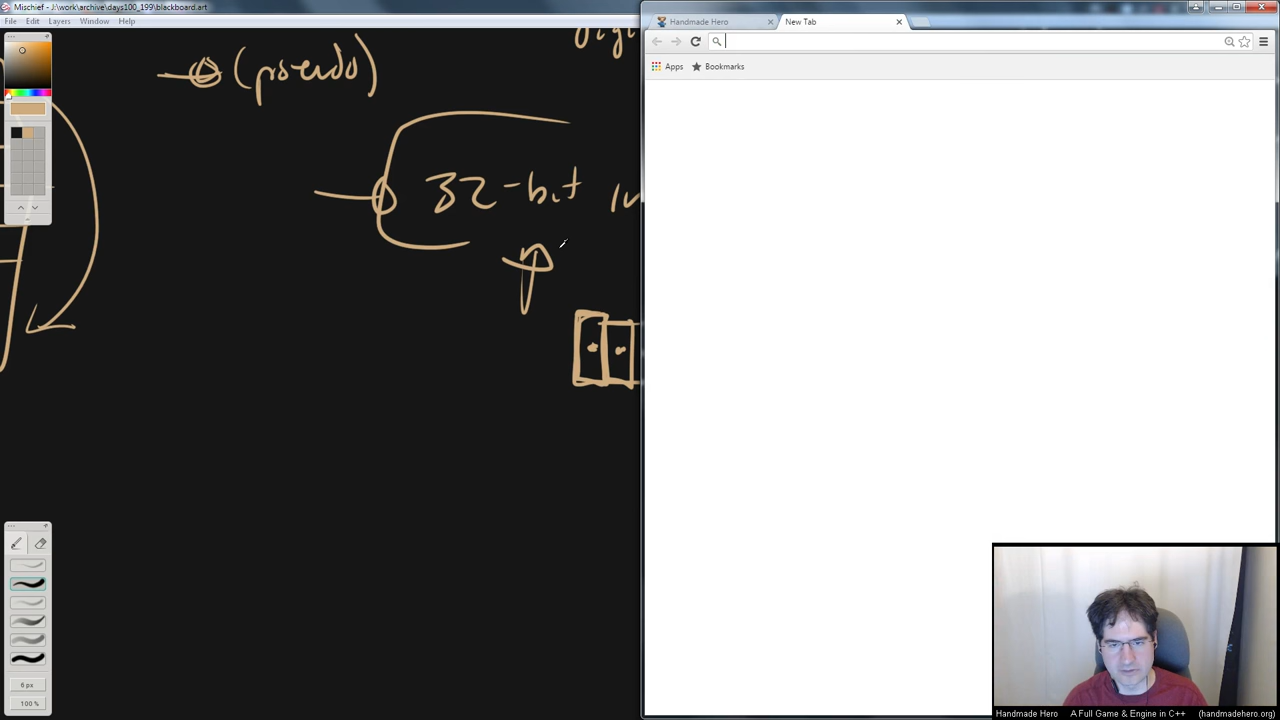 Mischief - J:\work\archive\days100_199\blackboard.art
File Edit Layers Window Help
(pseudo)
32-bit
6 px
100 %
Handmade Hero
New Tab
Apps
Bookmarks
Handmade Hero A Full Game & Engine in C++ (handmadehero.org)